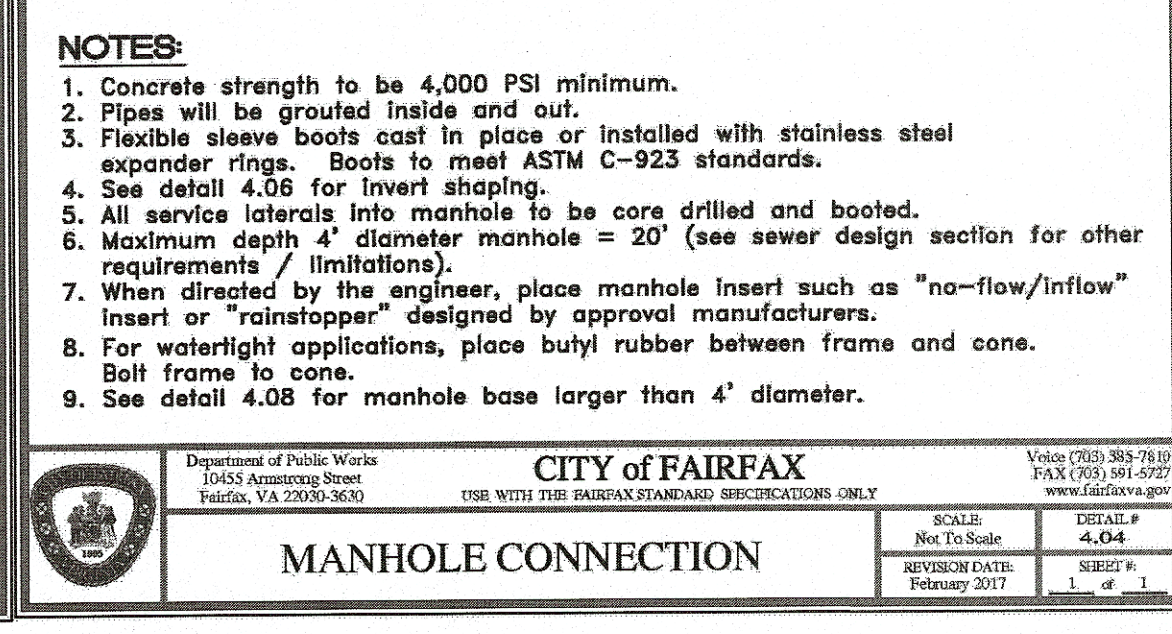 NOTES:
1. Concrete strength to be 4,000 PSI minimum.
2. Pipes will be grouted inside and out.
3. Flexible sleeve boots cast in place or installed with stainless steel
expander rings. Boots to meet ASTM C-923 standards.
4. See detail 4.06 for invert shaping.
5. All service laterals into manhole to be core drilled and booted.
6. Maximum depth 4' diameter manhole = 20' (see sewer design section for other
requirements / limitations).
7. When directed by the engineer, place manhole insert such as "no-flow/inflow"
insert or "rainstopper" designed by approval manufacturers.
8. For watertight applications, place butyl rubber between frame and cone.
Bolt frame to cone.
9. See detail 4.08 for manhole base larger than 4' diameter.
Department of Public Works
10455 Armstrong Street
Fairfax, VA 22030-3630
CITY of FAIRFAX
USE WITH THE FAIRFAX STANDARD SPECIFICATIONS ONLY
Voice (703) 385-7810
FAX (703) 591-5727
www.fairfaxva.gov
1805
MANHOLE CONNECTION
SCALE:
Not To Scale
DETAIL #
4.04
REVISION DATE:
February 2017
SHEET #:
1 of 1